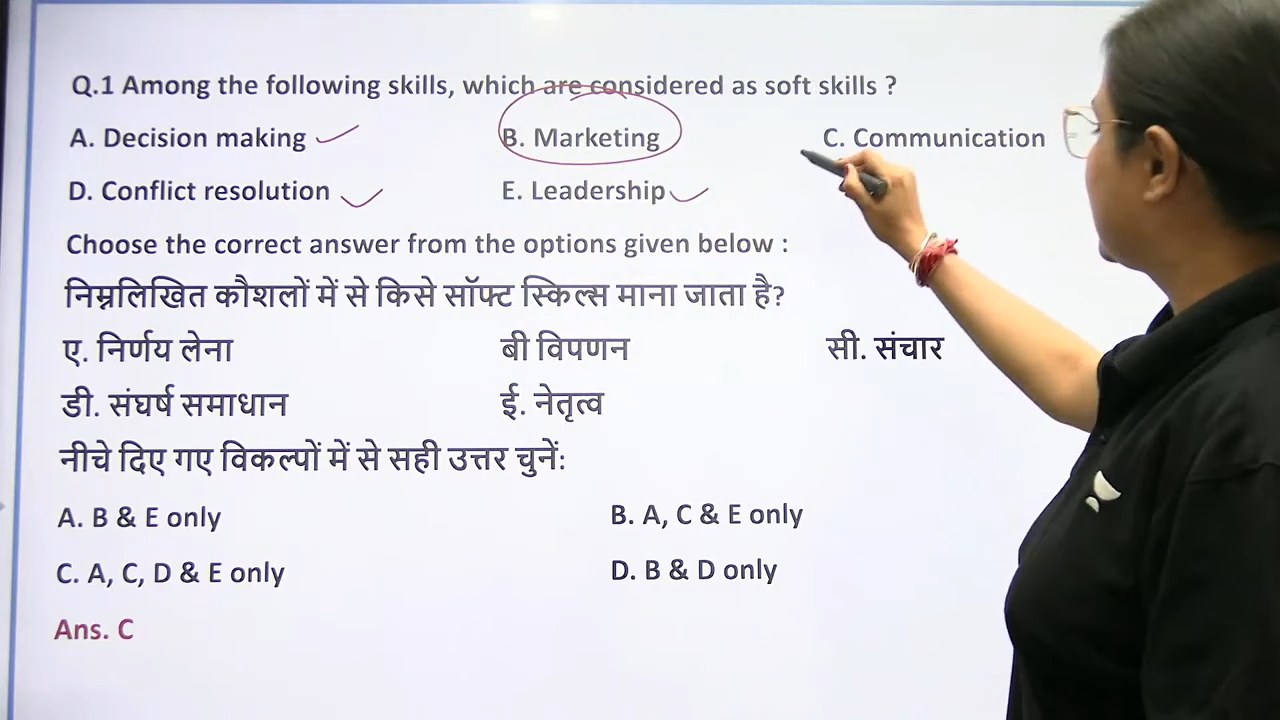 Q.1 Among the following skills, which are considered as soft skills ?
A. Decision making B. Marketing C. Communication
D. Conflict resolution E. Leadership
Choose the correct answer from the options given below :
निम्नलिखित कौशलों में से किसे सॉफ्ट स्किल्स माना जाता है?
ए. निर्णय लेना बी विपणन सी. संचार
डी. संघर्ष समाधान ई. नेतृत्व
नीचे दिए गए विकल्पों में से सही उत्तर चुनें:
A. B & E only B. A, C & E only
C. A, C, D & E only D. B & D only
Ans. C